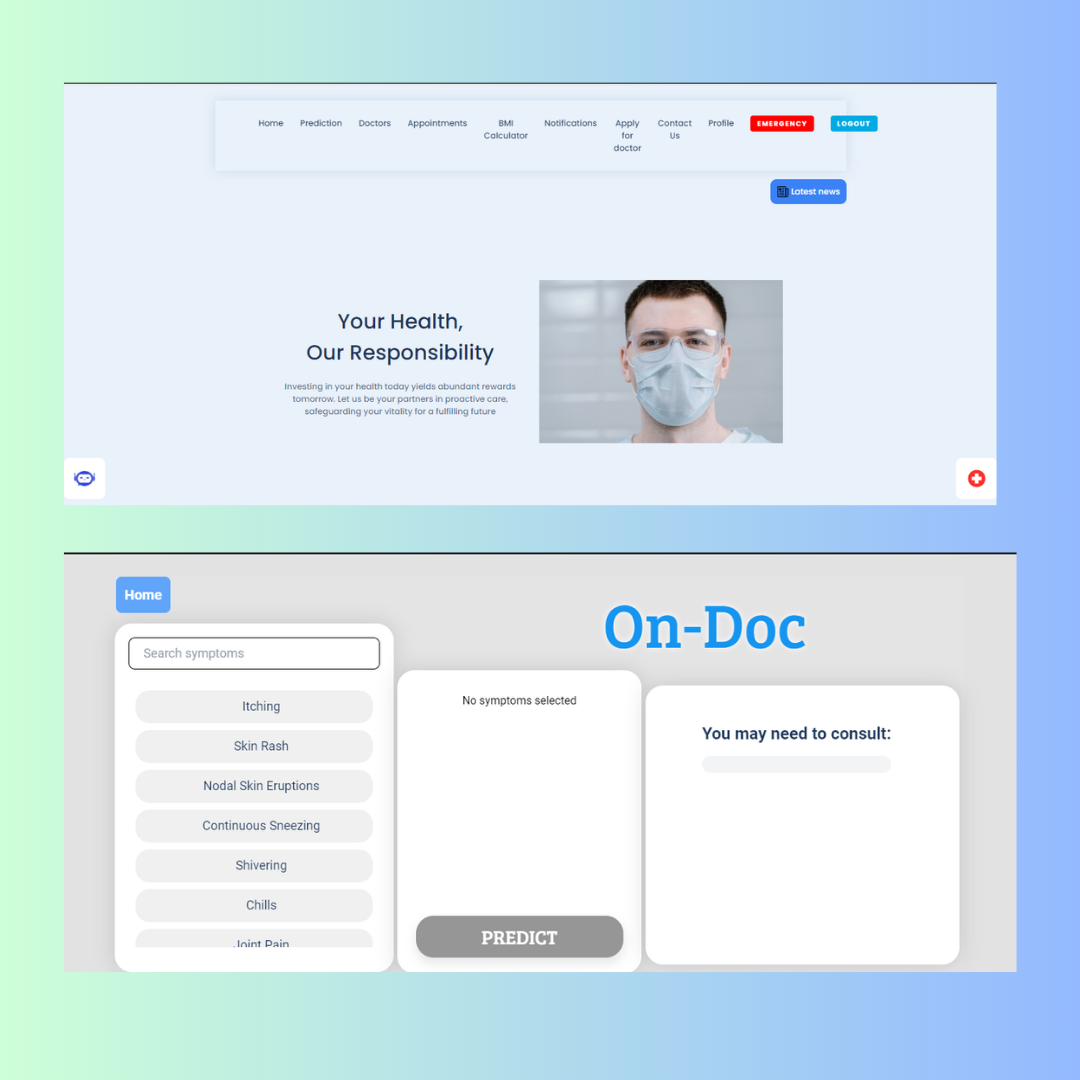 Home Prediction Doctors Appointments BMI Notifications Apply Contact Profile EMERGENCY LOGOUT
Calculator for Us
doctor
Latest news
Your Health,
Our Responsibility
Investing in your health today yields abundant rewards
tomorrow. Let us be your partners in proactive care,
safeguarding your vitality for a fulfilling future
Home
On-Doc
Search symptoms
Itching
Skin Rash
Nodal Skin Eruptions
Continuous Sneezing
Shivering
Chills
Joint Pain
No symptoms selected
PREDICT
You may need to consult: